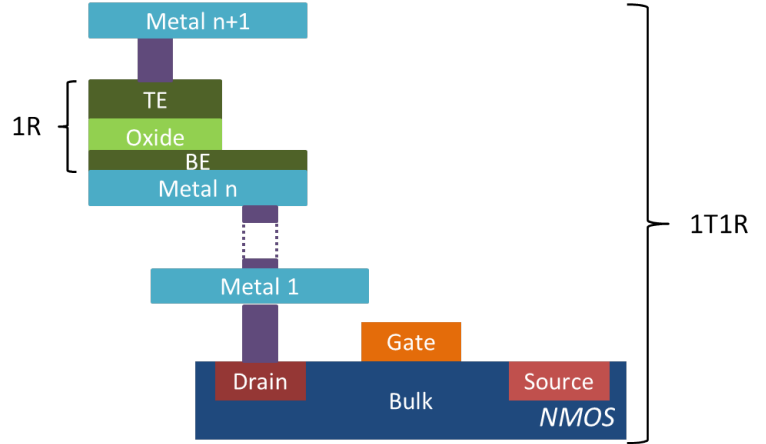 Metal n+1
TE
1R
Oxide
BE
Metal n
1T1R
Metal 1
Gate
Drain
Source
Bulk
NMOS